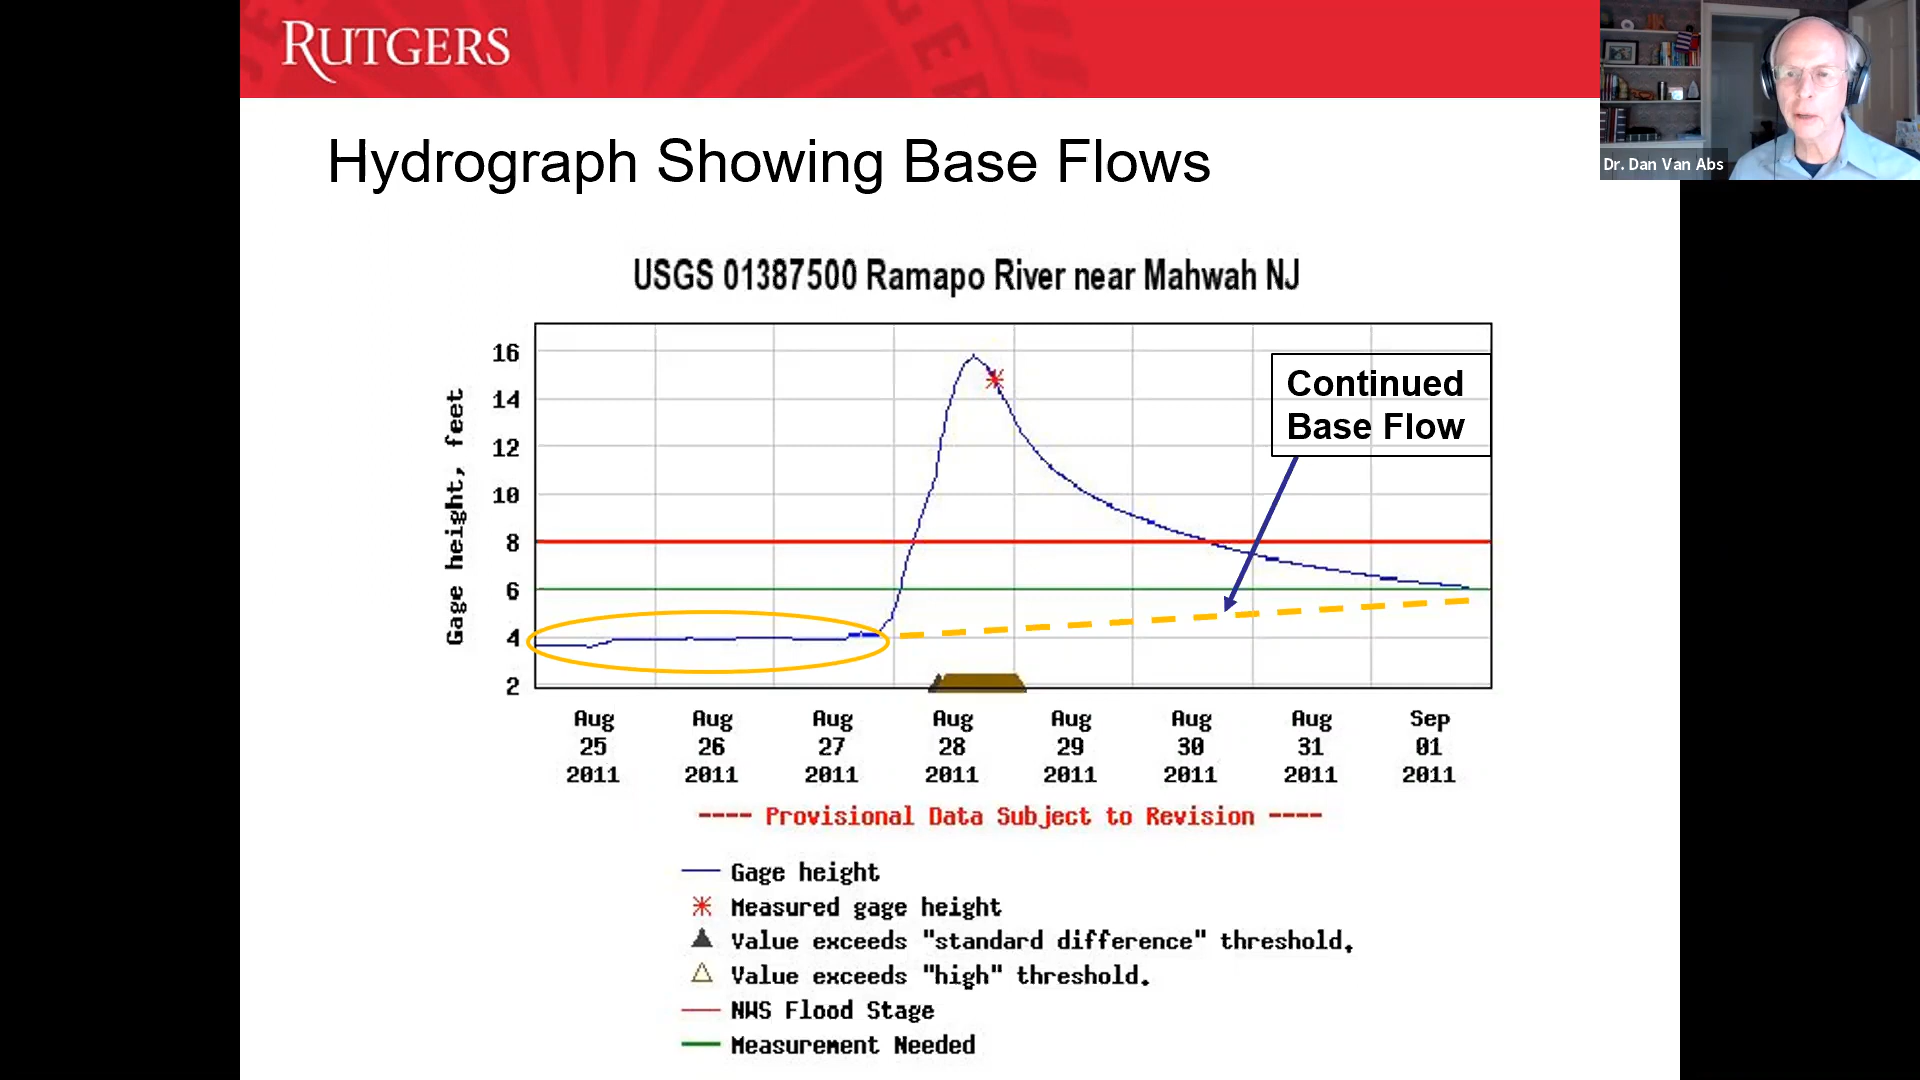 RUTGERS
Dr. Dan Van Abs
Hydrograph Showing Base Flows
USGS 01387500 Ramapo River near Mahwah NJ
Gage height, feet
16
14
12
10
8
6
4
2
Continued
Base Flow
Aug Aug Aug Aug Aug Aug Aug Sep
25 26 27 28 29 30 31 01
2011 2011 2011 2011 2011 2011 2011 2011
---- Provisional Data Subject to Revision ----
Gage height
Measured gage height
Value exceeds "standard difference" threshold.
Value exceeds "high" threshold.
NWS Flood Stage
Measurement Needed